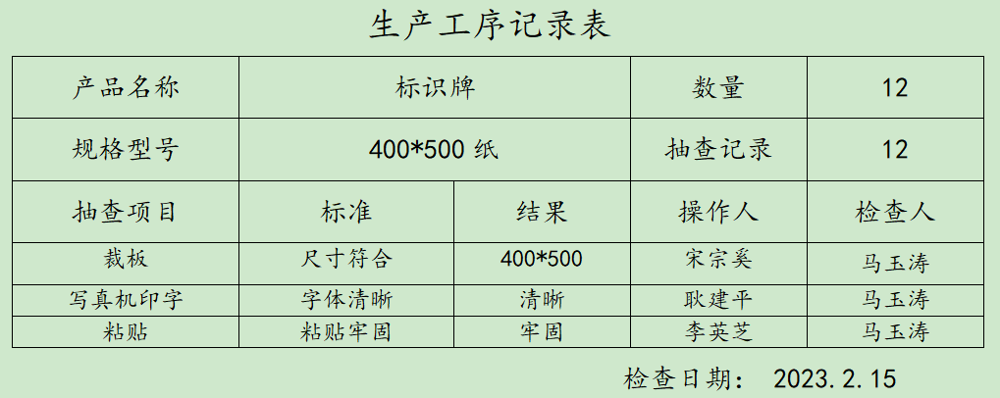 生产工序记录表
产品名称 标识牌 数量 12
规格型号 400*500 纸 抽查记录 12
抽查项目 标准 结果 操作人 检查人
裁板 尺寸符合 400*500 宋宗奚 马玉涛
写真机印字 字体清晰 清晰 耿建平 马玉涛
粘贴 粘贴牢固 牢固 李英芝 马玉涛
检查日期： 2023.2.15